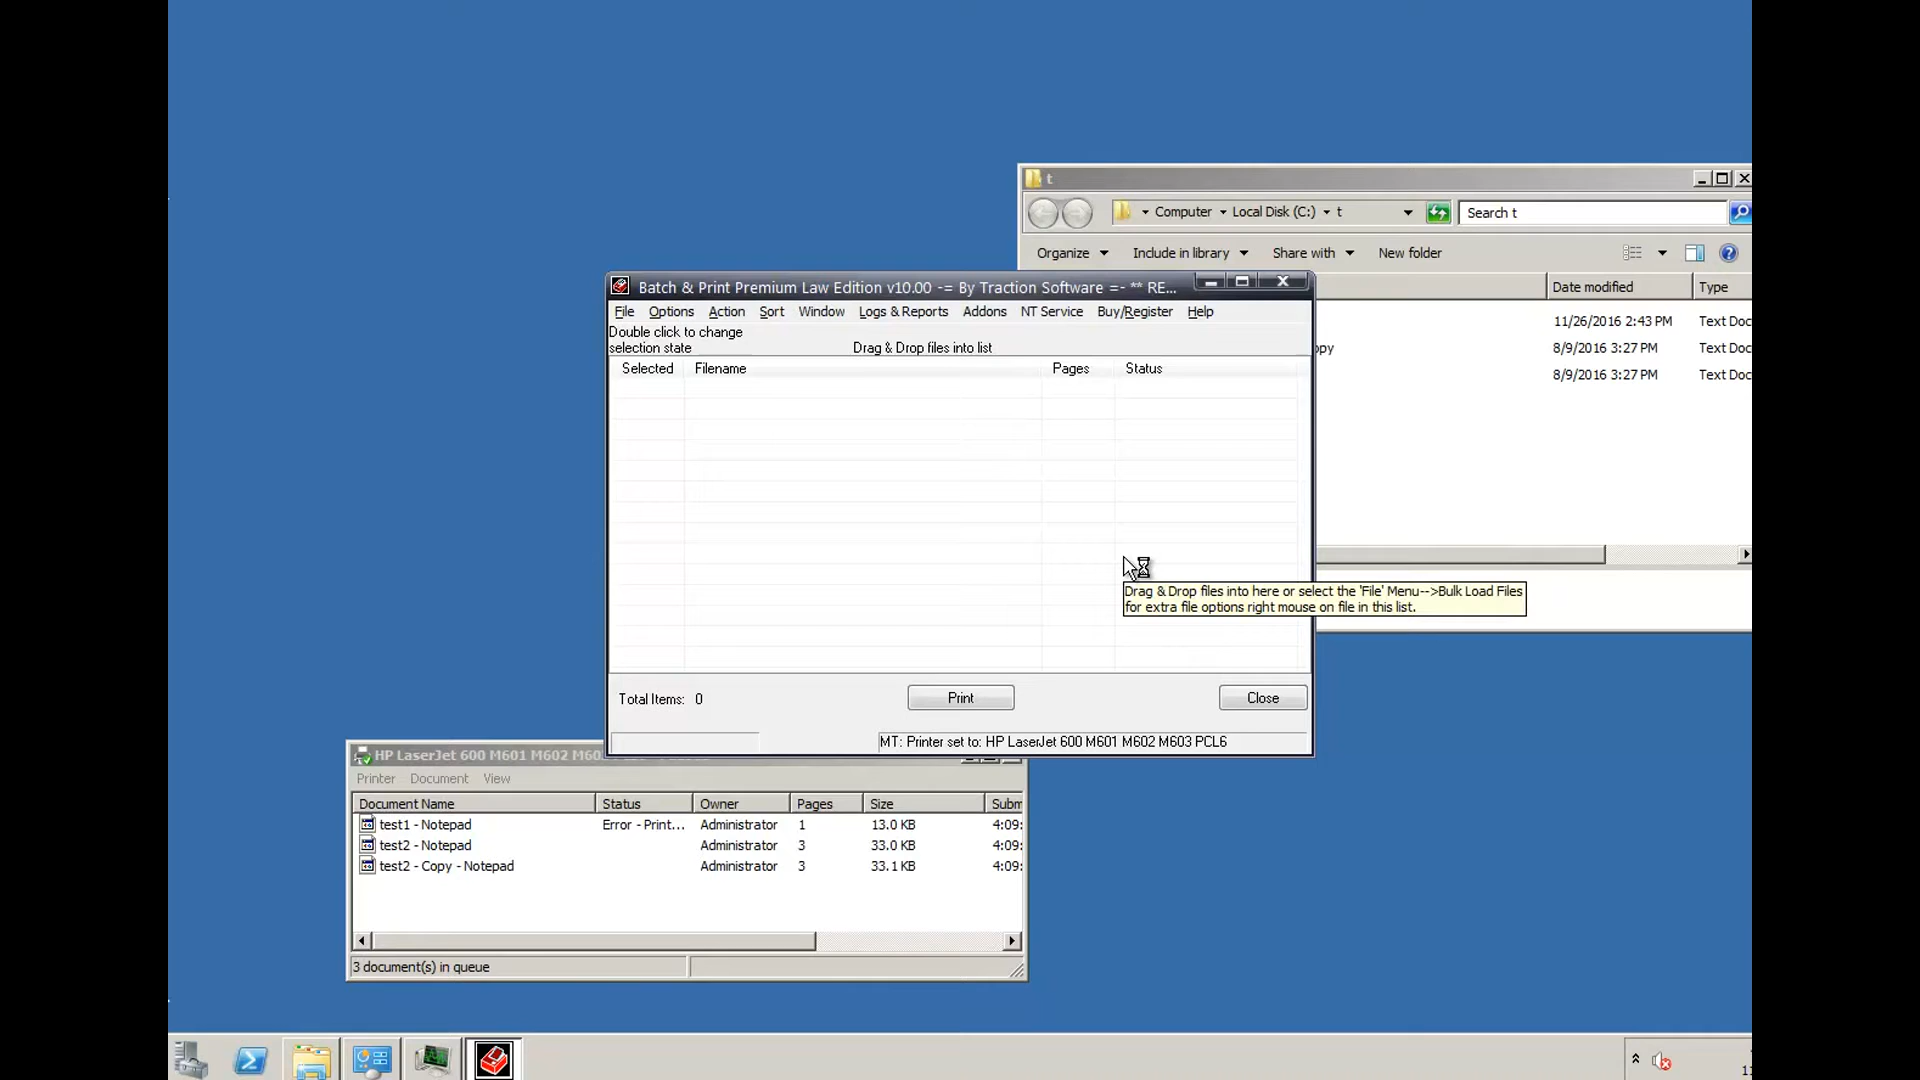 t
Computer Local Disk (C:) t
Search t
Organize Include in library Share with New folder
Date modified Type
11/26/2016 2:43 PM Text Doc
opy 8/9/2016 3:27 PM Text Doc
8/9/2016 3:27 PM Text Doc
Batch & Print Premium Law Edition v10.00 -= By Traction Software =- ** RE...
File Options Action Sort Window Logs & Reports Addons NT Service Buy/Register Help
Double click to change
selection state
Drag & Drop files into list
Selected Filename Pages Status
Drag & Drop files into here or select the 'File' Menu-->Bulk Load Files
for extra file options right mouse on file in this list.
Total Items: 0
Print
Close
MT: Printer set to: HP LaserJet 600 M601 M602 M603 PCL6
HP LaserJet 600 M601 M602 M60
Printer Document View
Document Name Status Owner Pages Size Subm
test1 - Notepad Error - Print... Administrator 1 13.0 KB 4:09:
test2 - Notepad Administrator 3 33.0 KB 4:09:
test2 - Copy - Notepad Administrator 3 33.1 KB 4:09:
3 document(s) in queue